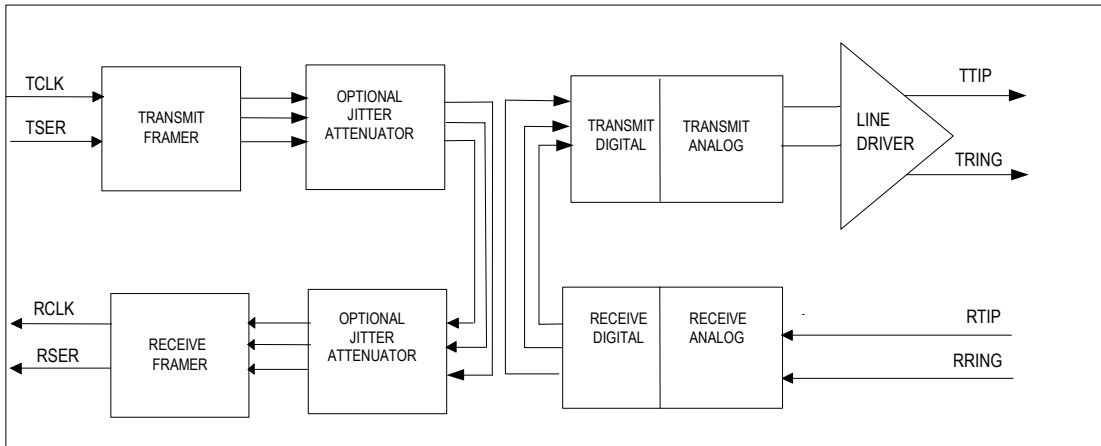 TCLK
TSER
TRANSMIT
FRAMER
OPTIONAL
JITTER
ATTENUATOR
TRANSMIT
DIGITAL
TRANSMIT
ANALOG
LINE
DRIVER
TTIP
TRING
RCLK
RSER
RECEIVE
FRAMER
OPTIONAL
JITTER
ATTENUATOR
RECEIVE
DIGITAL
RECEIVE
ANALOG
RTIP
RRING